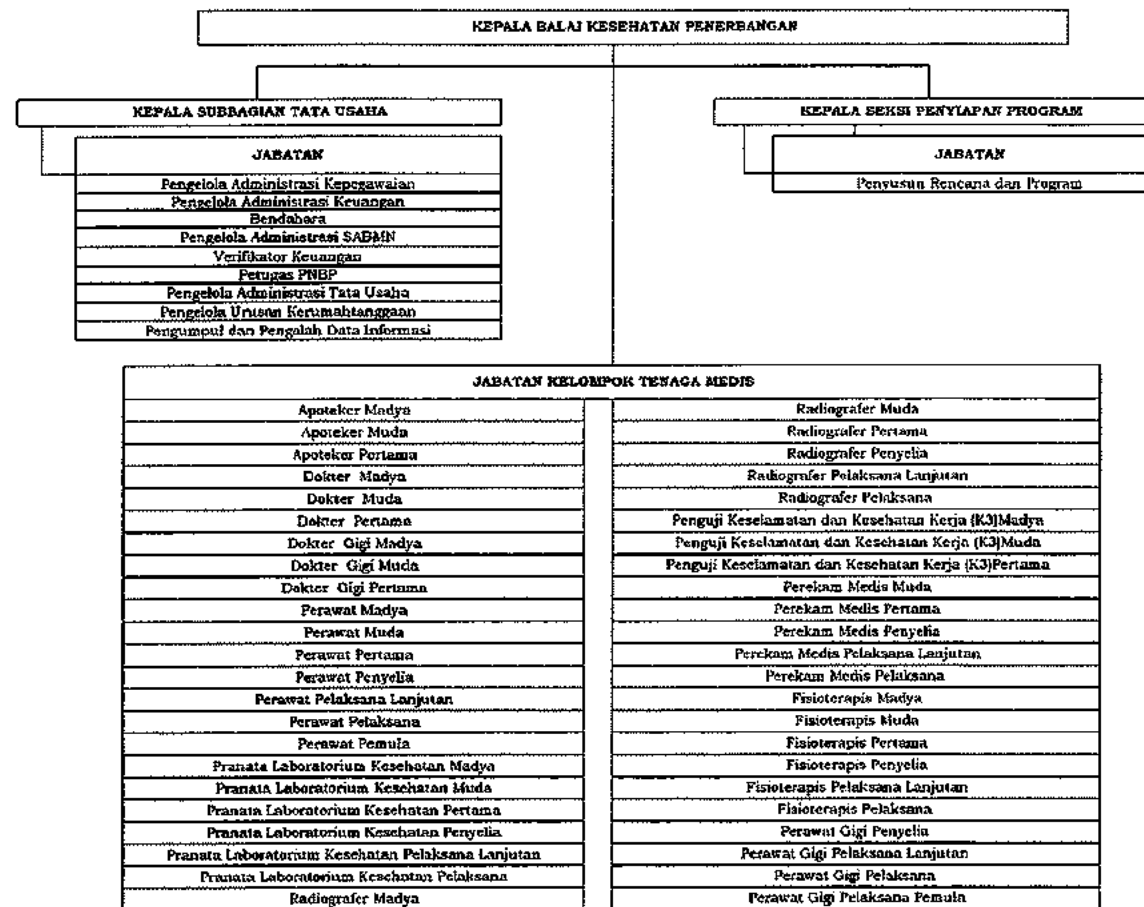 KEPALA BALAI KESEHATAN PENERBANGAN
KEPALA SUBBAGIAN TATA USAHA
JABATAN
Pengelola Administrasi Kepegawaian
Pengelola Administrasi Keuangan
Bendahara
Pengelola Administrasi SABMN
Verifikator Keuangan
Petugas PNBP
Pengelola Administrasi Tata Usaha
Pengelola Urusan Kerumahtanggaan
Pengumpul dan Pengalah Data Informasi
KEPALA SEKSI PENYIAPAN PROGRAM
JABATAN
Penyusun Rencana dan Program
JABATAN KELOMPOK TENAGA MEDIS
Apoteker Madya
Apoteker Muda
Apoteker Pertama
Dokter Madya
Dokter Muda
Dokter Pertama
Dokter Gigi Madya
Dokter Gigi Muda
Dokter Gigi Pertama
Perawat Madya
Perawat Muda
Perawat Pertama
Perawat Penyelia
Perawat Pelaksana Lanjutan
Perawat Pelaksana
Perawat Pemula
Pranata Laboratorium Kesehatan Madya
Pranata Laboratorium Kesehatan Muda
Pranata Laboratorium Kesehatan Pertama
Pranata Laboratorium Kesehatan Penyelia
Pranata Laboratorium Kesehatan Pelaksana Lanjutan
Pranata Laboratorium Kesehatan Pelaksana
Radiografer Madya
Radiografer Muda
Radiografer Pertama
Radiografer Penyelia
Radiografer Pelaksana Lanjutan
Radiografer Pelaksana
Penguji Keselamatan dan Kesehatan Kerja (K3)Madya
Penguji Keselamatan dan Kesehatan Kerja (K3)Muda
Penguji Keselamatan dan Kesehatan Kerja (K3)Pertama
Perekam Medis Muda
Perekam Medis Pertama
Perekam Medis Penyelia
Perekam Medis Pelaksana Lanjutan
Perekam Medis Pelaksana
Fisioterapis Madya
Fisioterapis Muda
Fisioterapis Pertama
Fisioterapis Penyelia
Fisioterapis Pelaksana Lanjutan
Fisioterapis Pelaksana
Perawat Gigi Penyelia
Perawat Gigi Pelaksana Lanjutan
Perawat Gigi Pelaksana
Perawat Gigi Pelaksana Pemula